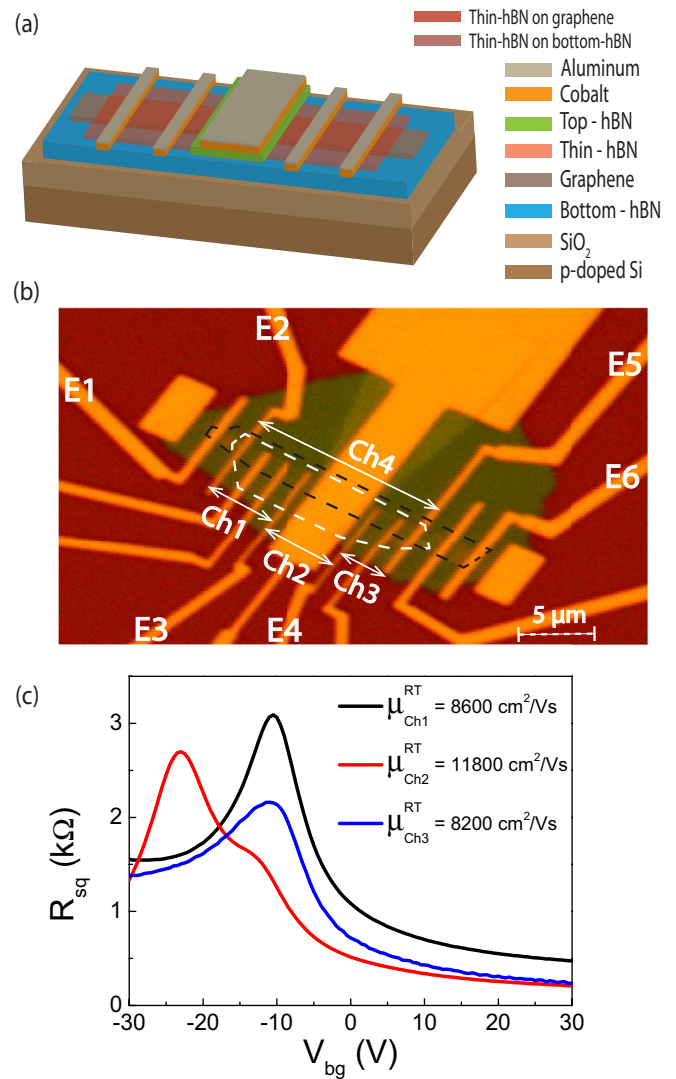 (a)
Thin-hBN on graphene
Thin-hBN on bottom-hBN
Aluminum
Cobalt
Top - hBN
Thin - hBN
Graphene
Bottom - hBN
SiO₂
p-doped Si
(b)
E2
E1
E5
E6
Ch4
Ch1
Ch2
Ch3
E3
E4
5 µm
(c)
μ^RT_Ch1 = 8600 cm²/Vs
μ^RT_Ch2 = 11800 cm²/Vs
μ^RT_Ch3 = 8200 cm²/Vs
R_sq (kΩ)
3
2
1
0
-30 -20 -10 0 10 20 30
V_bg (V)